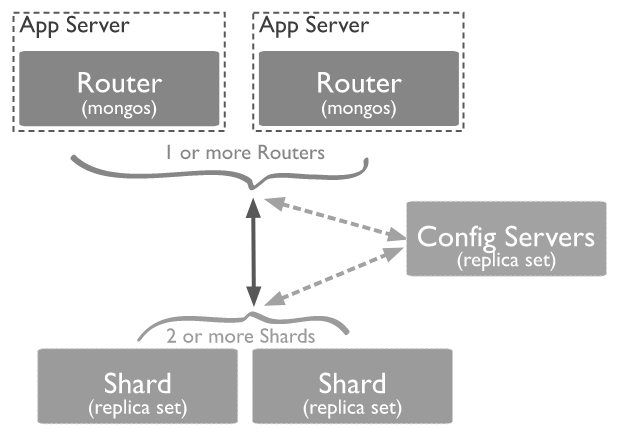 App Server
App Server
Router
(mongos)
Router
(mongos)
1 or more Routers
Config Servers
(replica set)
2 or more Shards
Shard
(replica set)
Shard
(replica set)